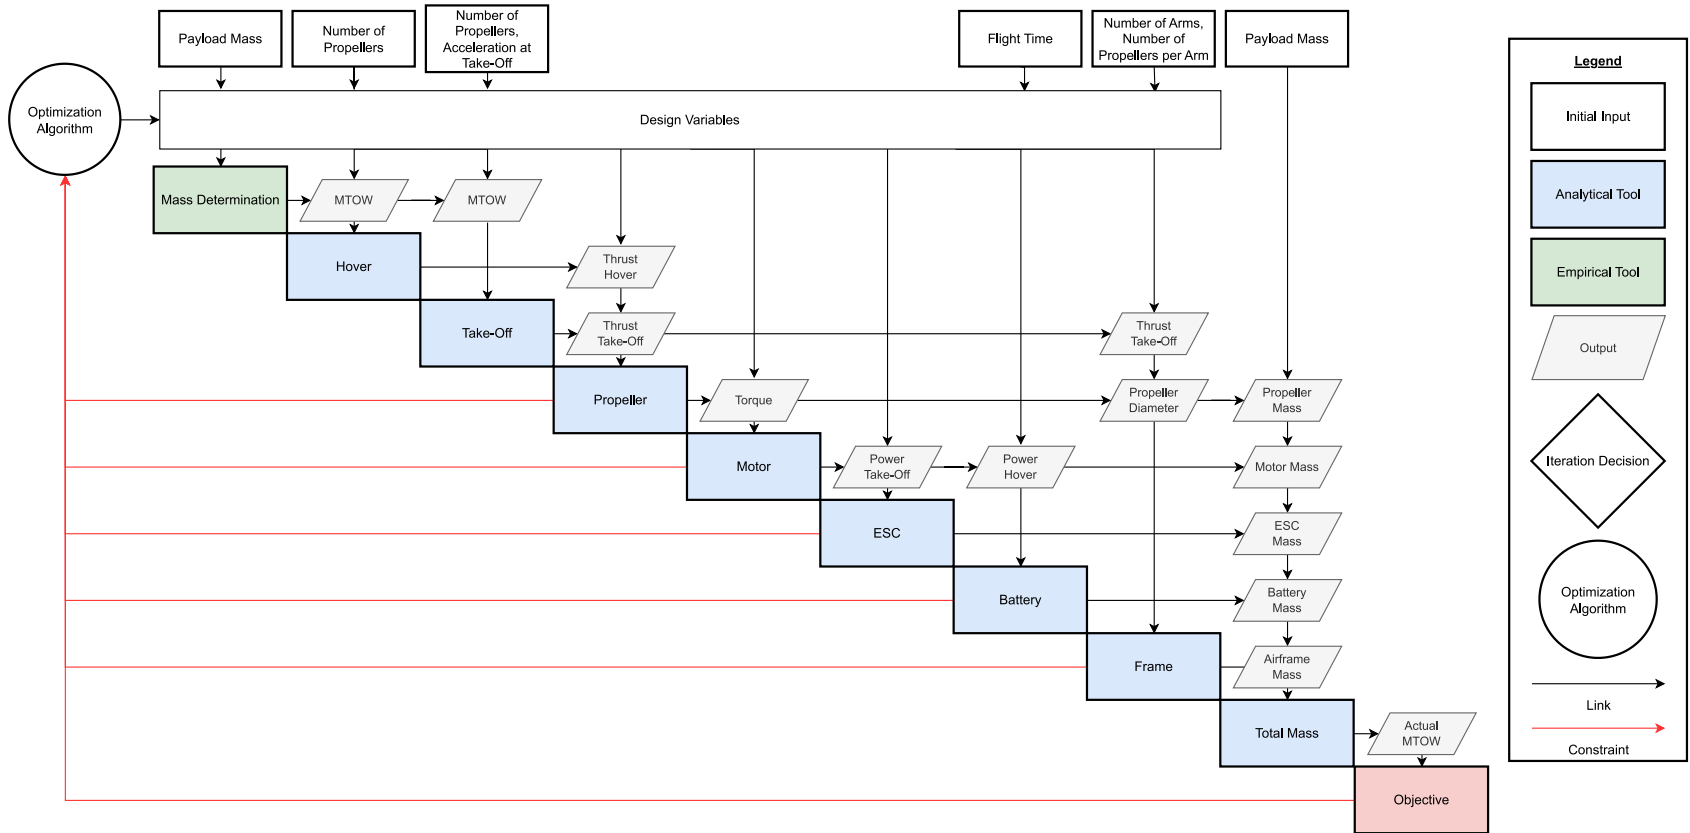 Payload Mass
Number of
Propellers
Number of
Propellers,
Acceleration at
Take-Off
Flight Time
Number of Arms,
Number of
Propellers per Arm
Payload Mass
Optimization
Algorithm
Design Variables
Mass Determination
MTOW
MTOW
Hover
Thrust
Hover
Take-Off
Thrust
Take-Off
Thrust
Take-Off
Propeller
Torque
Propeller
Diameter
Propeller
Mass
Motor
Power
Take-Off
Power
Hover
Motor Mass
ESC
ESC
Mass
Battery
Battery
Mass
Frame
Airframe
Mass
Total Mass
Actual
MTOW
Objective
Legend
Initial Input
Analytical Tool
Empirical Tool
Output
Iteration Decision
Optimization
Algorithm
Link
Constraint